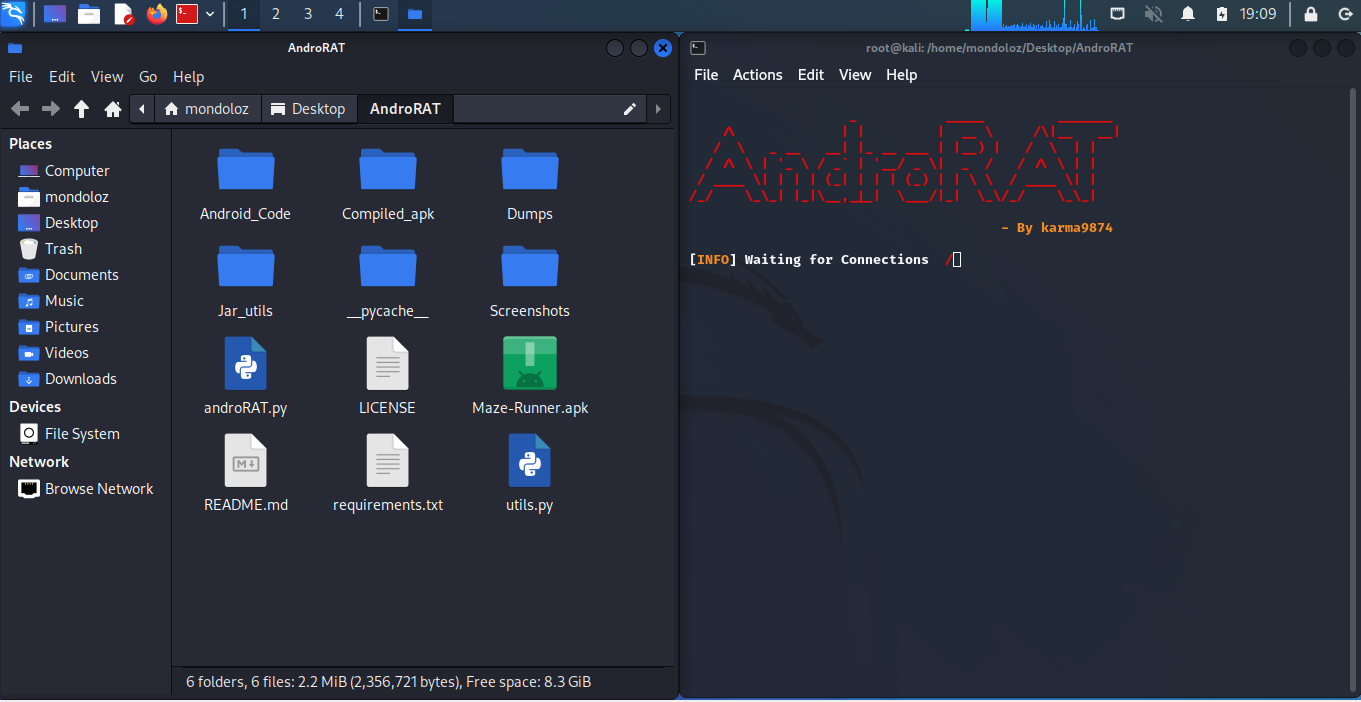 1 2 3 4 19:09
AndroRAT
File Edit View Go Help
mondoloz Desktop AndroRAT
Places
Computer
mondoloz
Desktop
Trash
Documents
Music
Pictures
Videos
Downloads
Devices
File System
Network
Browse Network
Android_Code Compiled_apk Dumps
Jar_utils __pycache__ Screenshots
androRAT.py LICENSE Maze-Runner.apk
README.md requirements.txt utils.py
6 folders, 6 files: 2.2 MiB (2,356,721 bytes), Free space: 8.3 GiB
root@kali: /home/mondoloz/Desktop/AndroRAT
File Actions Edit View Help
AndroRAT
- By karma9874
[INFO] Waiting for Connections /